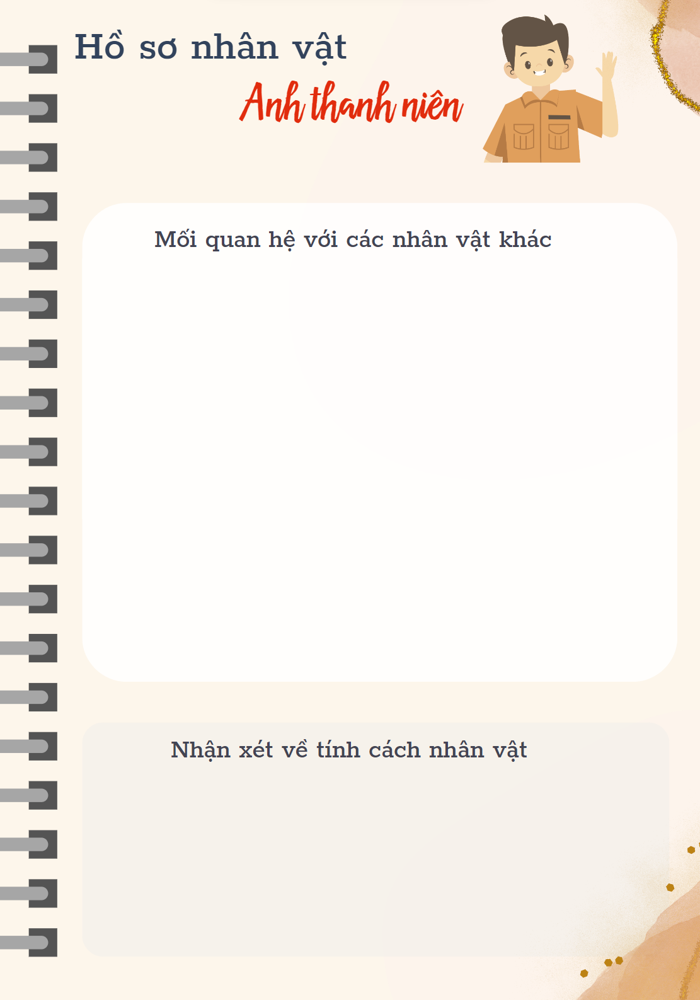 Hồ sơ nhân vật
Anh thanh niên
Mối quan hệ với các nhân vật khác
Nhận xét về tính cách nhân vật